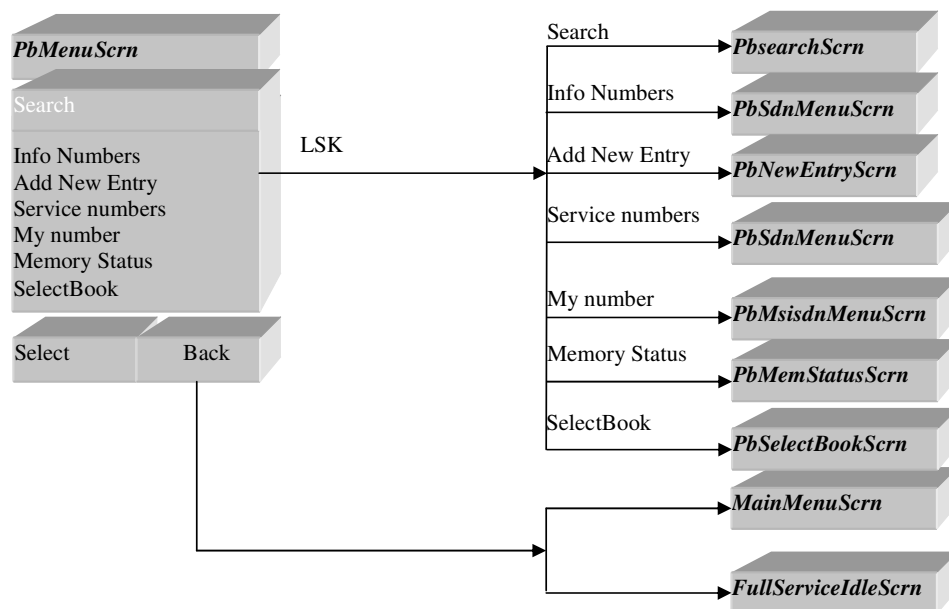 PbMenuScrn
Search
Info Numbers
Add New Entry
Service numbers
My number
Memory Status
SelectBook
Select
Back
LSK
Search
PbsearchScrn
Info Numbers
PbSdnMenuScrn
Add New Entry
PbNewEntryScrn
Service numbers
PbSdnMenuScrn
My number
PbMsisdnMenuScrn
Memory Status
PbMemStatusScrn
SelectBook
PbSelectBookScrn
MainMenuScrn
FullServiceIdleScrn